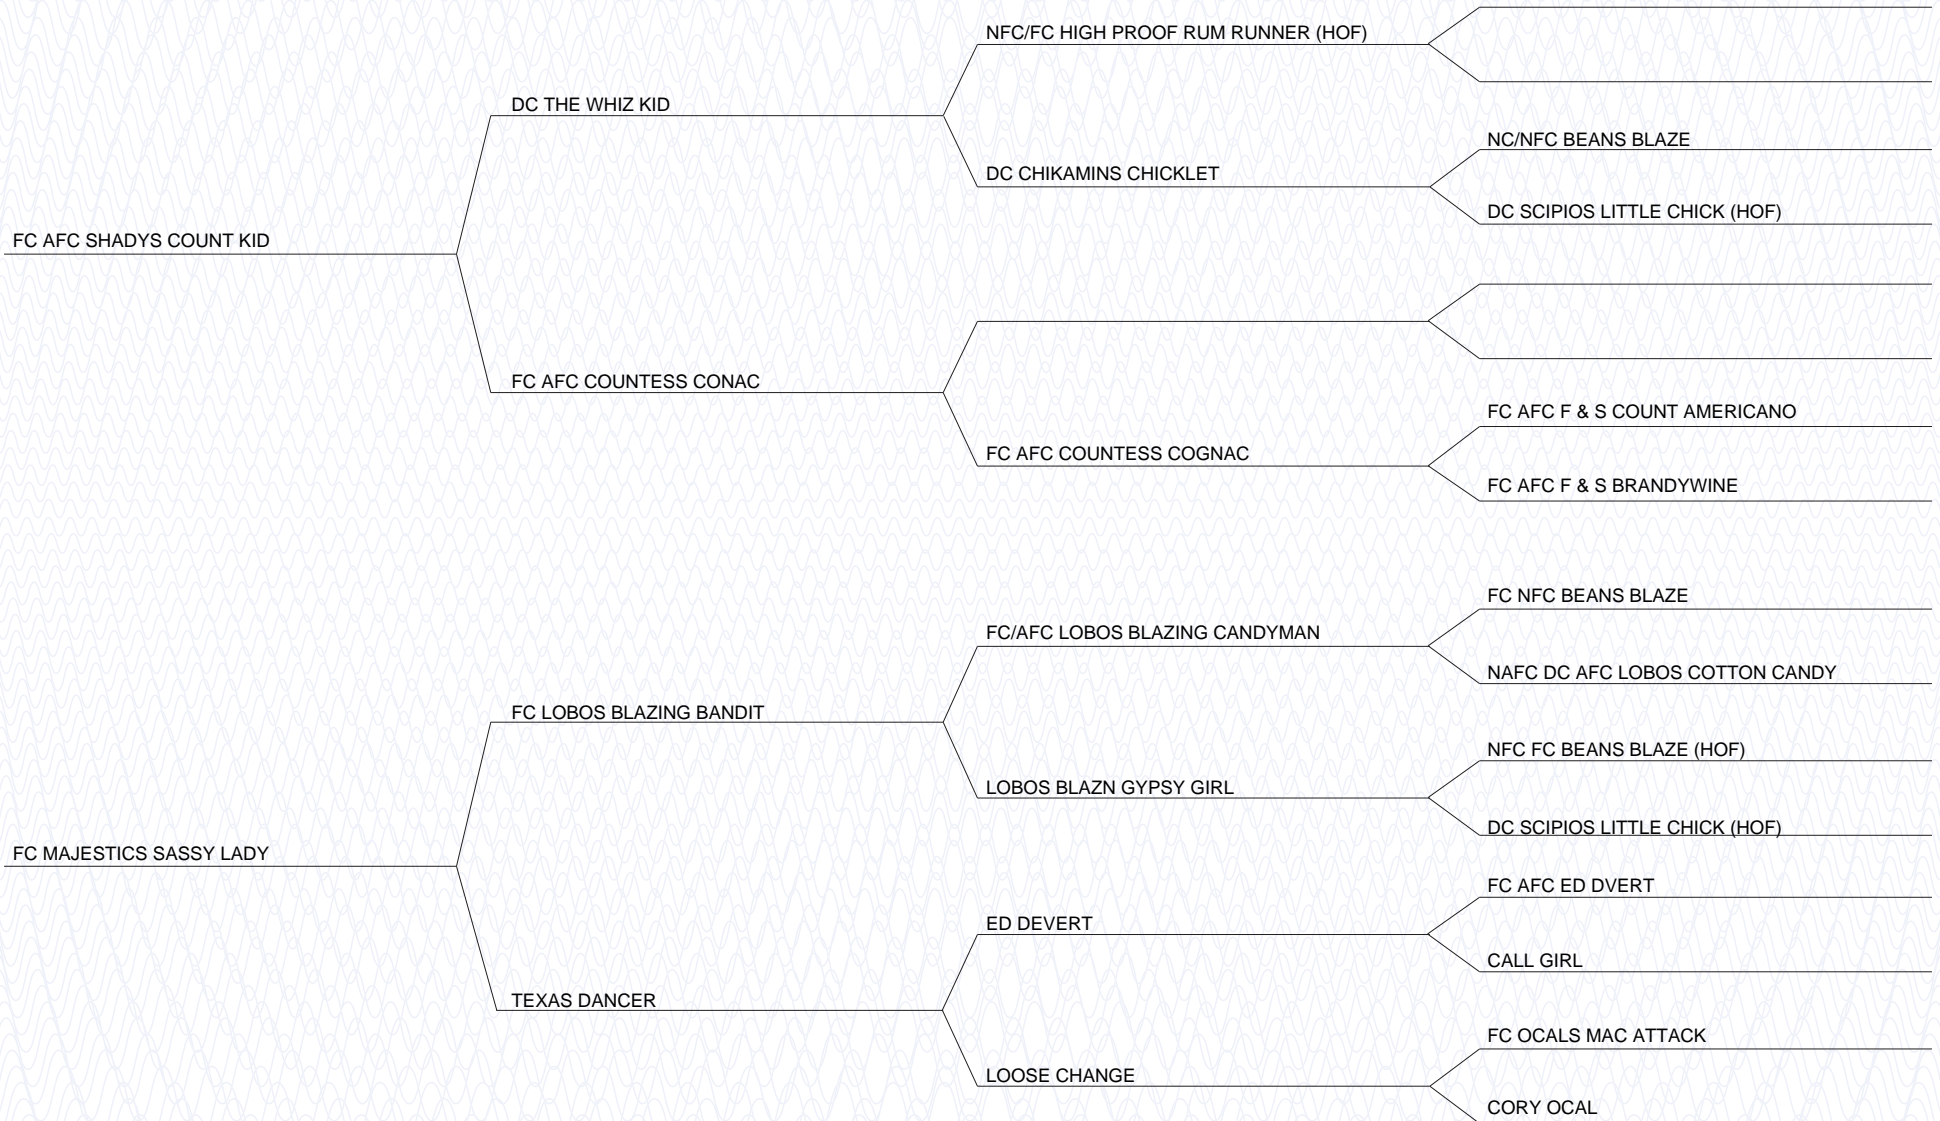 NFC/FC HIGH PROOF RUM RUNNER (HOF)
DC THE WHIZ KID
NC/NFC BEANS BLAZE
DC CHIKAMINS CHICKLET
DC SCIPIOS LITTLE CHICK (HOF)
FC AFC SHADYS COUNT KID
FC AFC COUNTESS CONAC
FC AFC F & S COUNT AMERICANO
FC AFC COUNTESS COGNAC
FC AFC F & S BRANDYWINE
FC NFC BEANS BLAZE
FC/AFC LOBOS BLAZING CANDYMAN
NAFC DC AFC LOBOS COTTON CANDY
FC LOBOS BLAZING BANDIT
NFC FC BEANS BLAZE (HOF)
LOBOS BLAZN GYPSY GIRL
DC SCIPIOS LITTLE CHICK (HOF)
FC MAJESTICS SASSY LADY
FC AFC ED DVERT
ED DEVERT
CALL GIRL
TEXAS DANCER
FC OCALS MAC ATTACK
LOOSE CHANGE
CORY OCAL